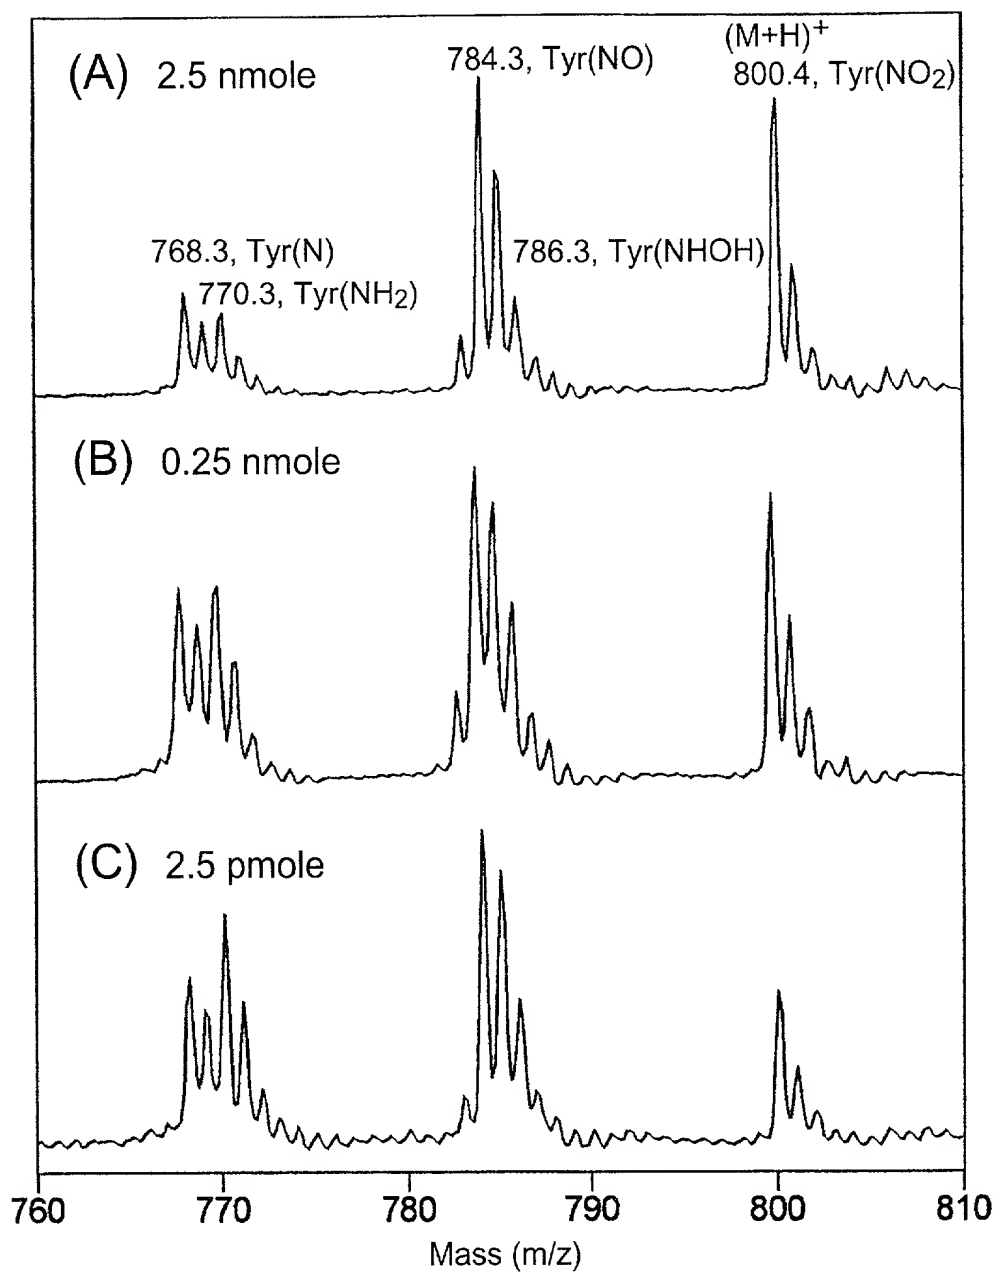 (A) 2.5 nmole
784.3, Tyr(NO)
(M+H)+
800.4, Tyr(NO2)
768.3, Tyr(N)
770.3, Tyr(NH2)
786.3, Tyr(NHOH)
(B) 0.25 nmole
(C) 2.5 pmole
760 770 780 790 800 810
Mass (m/z)